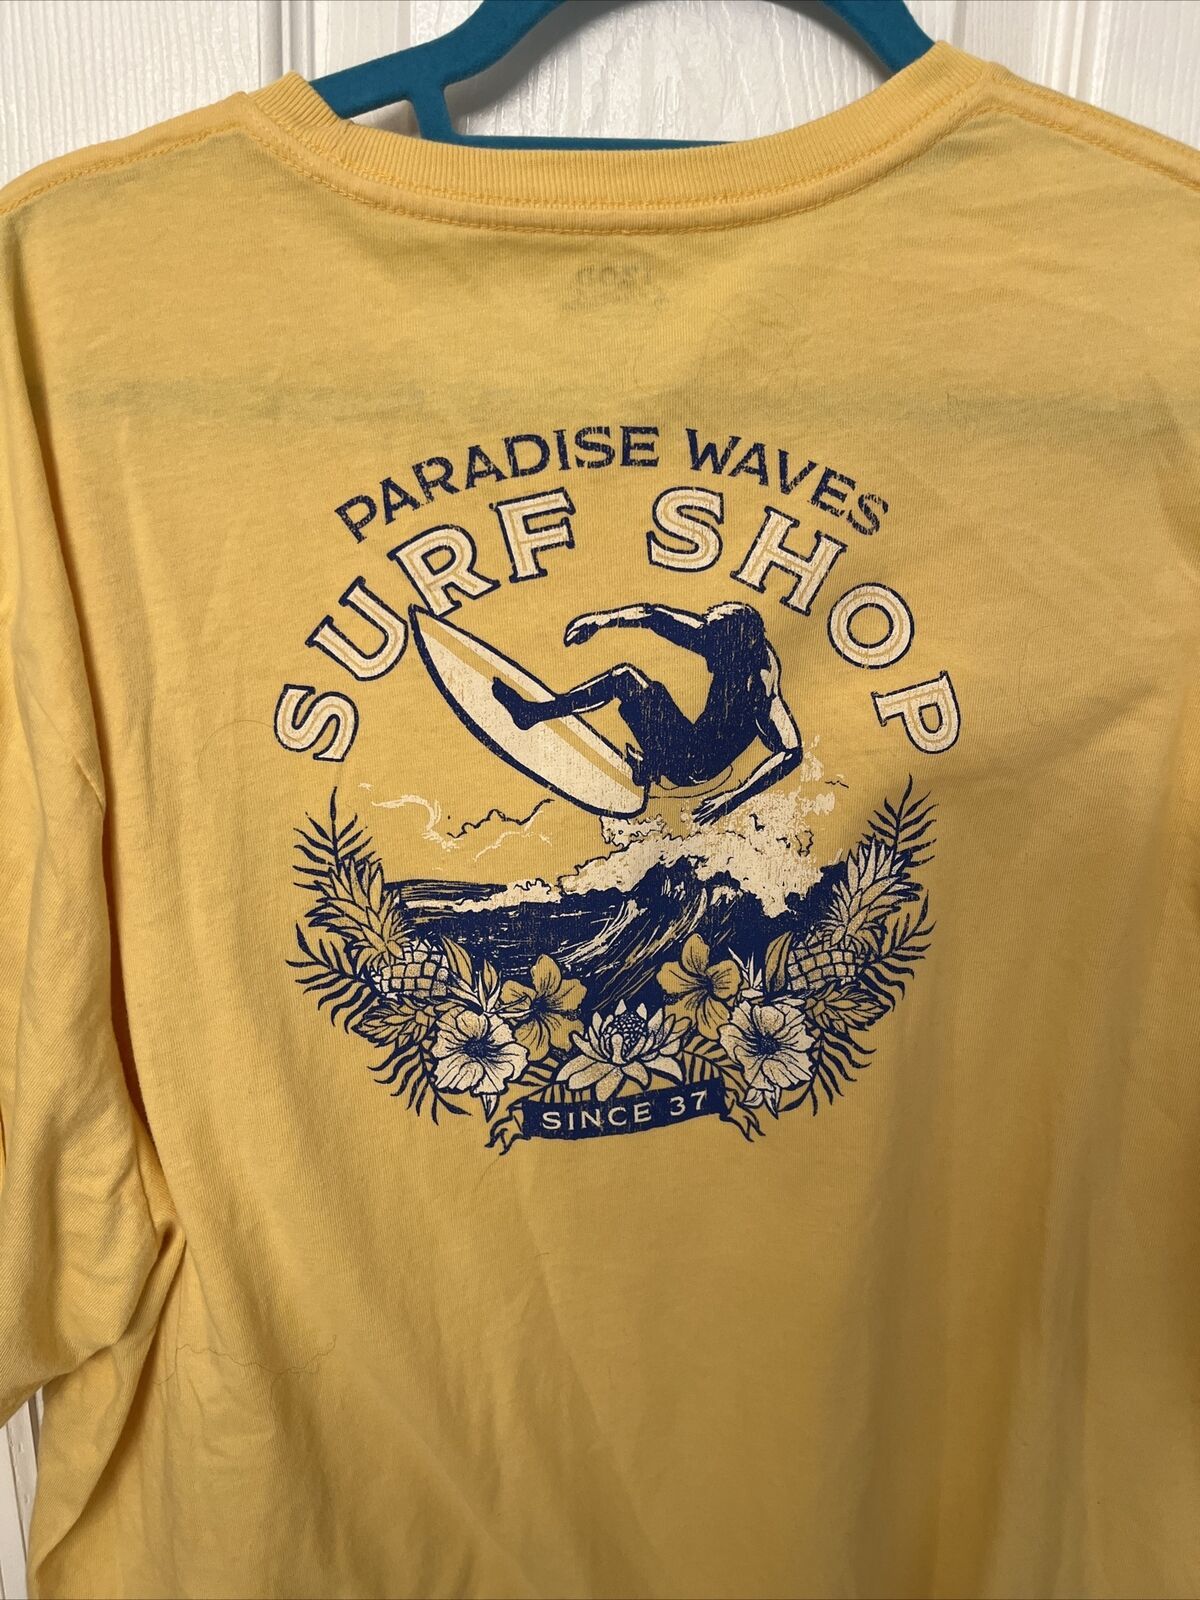 PARADISE WAVES
SURF SHOP
SINCE 37